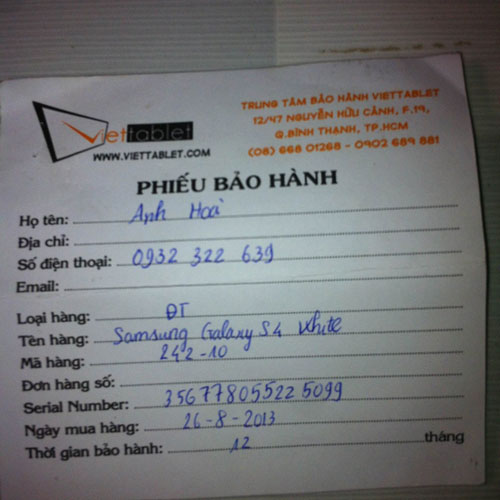 Viettablet
WWW.VIETTABLET.COM
TRUNG TÂM BẢO HÀNH VIETTABLET
12/47 NGUYỄN HỮU CẢNH, F.19,
Q.BÌNH THẠNH, TP.HCM
(08) 668 01268 - 0902 689 881
PHIẾU BẢO HÀNH
Họ tên: Anh Hoà
Địa chỉ:
Số điện thoại: 0932 322 639
Email:
Loại hàng: ĐT
Tên hàng: Samsung Galaxy S4 White
Mã hàng: 242-10
Đơn hàng số:
Serial Number: 356778055225099
Ngày mua hàng: 26-8-2013
Thời gian bảo hành: 12 tháng